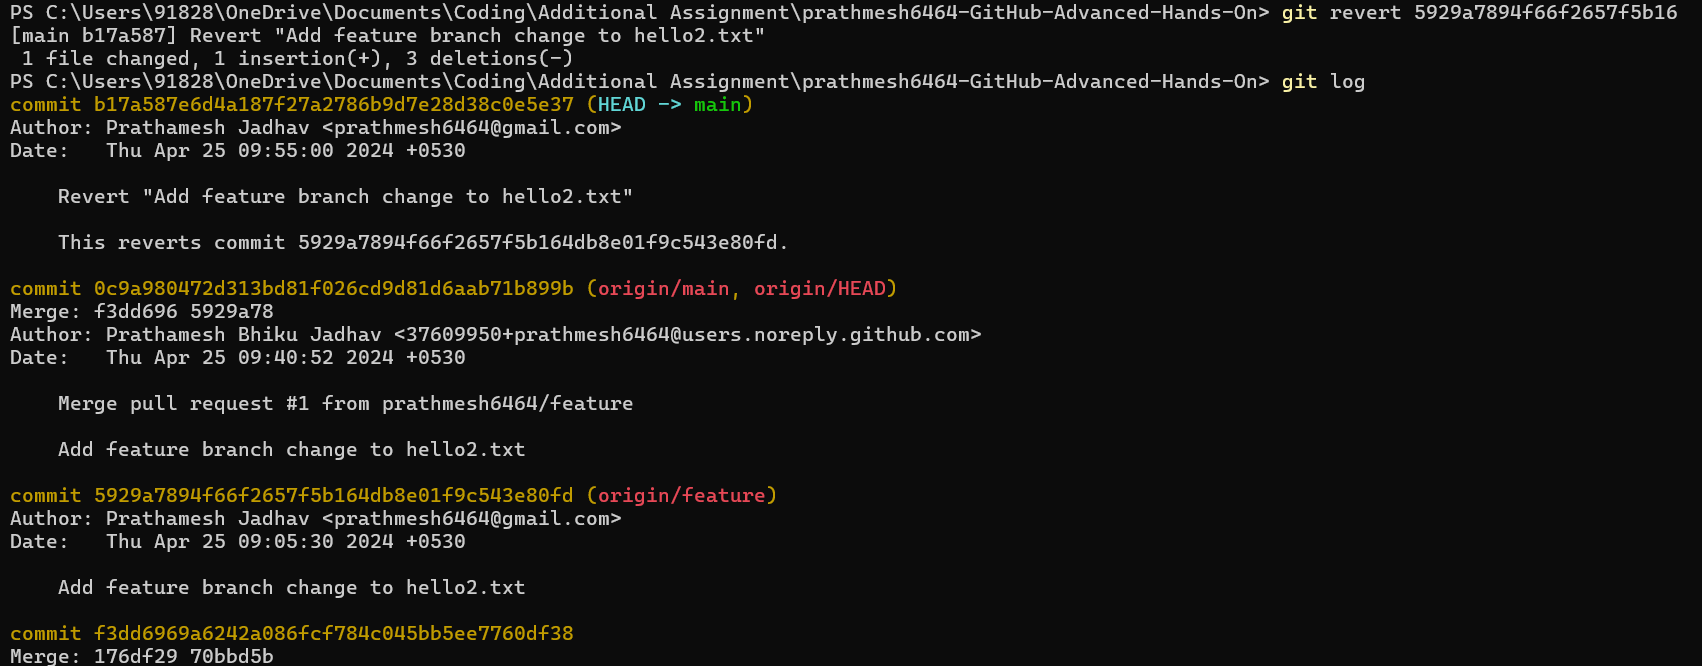 PS C:\Users\91828\OneDrive\Documents\Coding\Additional Assignment\prathmesh6464-GitHub-Advanced-Hands-On> git revert 5929a7894f66f2657f5b16
[main b17a587] Revert "Add feature branch change to hello2.txt"
 1 file changed, 1 insertion(+), 3 deletions(-)
PS C:\Users\91828\OneDrive\Documents\Coding\Additional Assignment\prathmesh6464-GitHub-Advanced-Hands-On> git log
commit b17a587e6d4a187f27a2786b9d7e28d38c0e5e37 (HEAD -> main)
Author: Prathamesh Jadhav <prathmesh6464@gmail.com>
Date:   Thu Apr 25 09:55:00 2024 +0530

    Revert "Add feature branch change to hello2.txt"

    This reverts commit 5929a7894f66f2657f5b164db8e01f9c543e80fd.

commit 0c9a980472d313bd81f026cd9d81d6aab71b899b (origin/main, origin/HEAD)
Merge: f3dd696 5929a78
Author: Prathamesh Bhiku Jadhav <37609950+prathmesh6464@users.noreply.github.com>
Date:   Thu Apr 25 09:40:52 2024 +0530

    Merge pull request #1 from prathmesh6464/feature

    Add feature branch change to hello2.txt

commit 5929a7894f66f2657f5b164db8e01f9c543e80fd (origin/feature)
Author: Prathamesh Jadhav <prathmesh6464@gmail.com>
Date:   Thu Apr 25 09:05:30 2024 +0530

    Add feature branch change to hello2.txt

commit f3dd6969a6242a086fcf784c045bb5ee7760df38
Merge: 176df29 70bbd5b